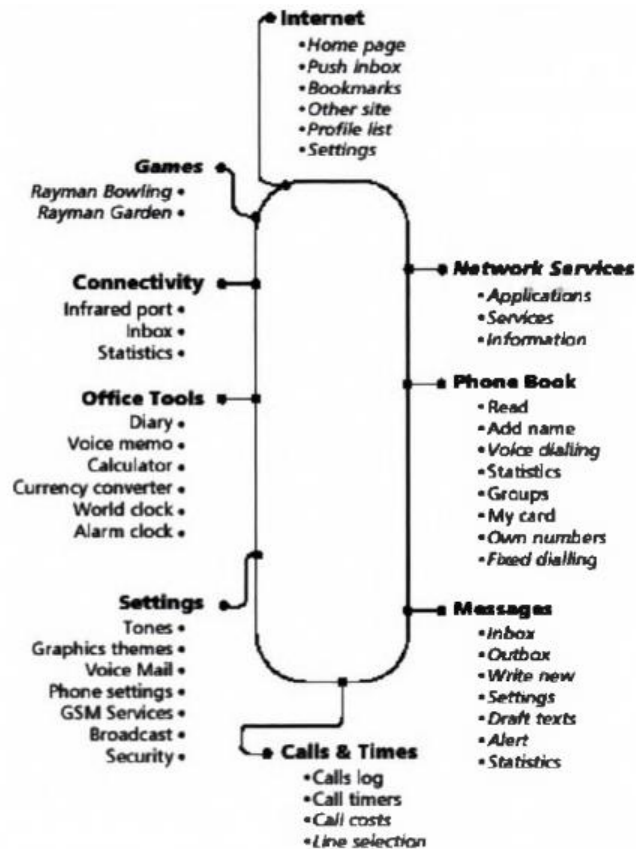 Internet
•Home page
•Push inbox
•Bookmarks
•Other site
•Profile list
•Settings
Games
Rayman Bowling •
Rayman Garden •
Connectivity
Infrared port •
Inbox •
Statistics •
Office Tools
Diary •
Voice memo •
Calculator •
Currency converter •
World clock •
Alarm clock •
Settings
Tones •
Graphics themes •
Voice Mail •
Phone settings •
GSM Services •
Broadcast •
Security •
Network Services
•Applications
•Services
•Information
Phone Book
•Read
•Add name
•Voice dialling
•Statistics
•Groups
•My card
•Own numbers
•Fixed dialling
Messages
•Inbox
•Outbox
•Write new
•Settings
•Draft texts
•Alert
•Statistics
Calls & Times
•Calls log
•Call timers
•Call costs
•Line selection